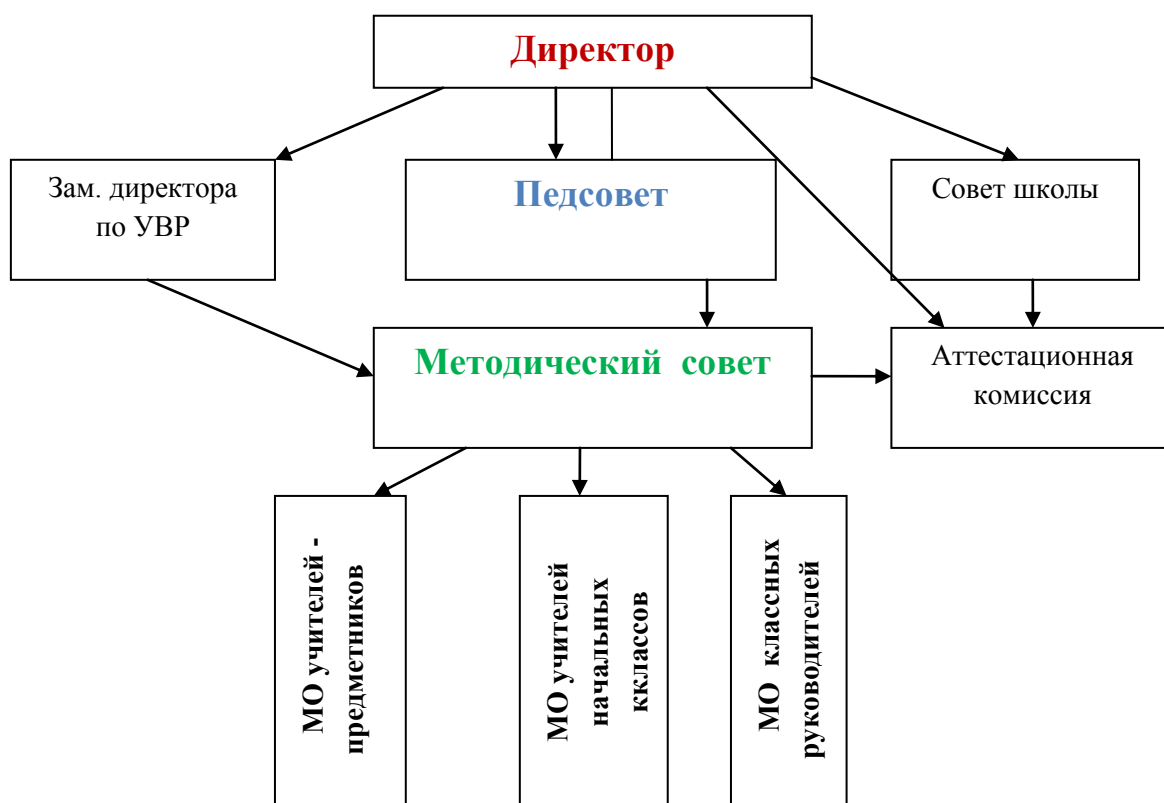 Директор
Зам. директора
по УВР
Педсовет
Совет школы
Методический совет
Аттестационная
комиссия
МО учителей -
предметников
МО учителей
начальных
кклассов
МО классных
руководителей